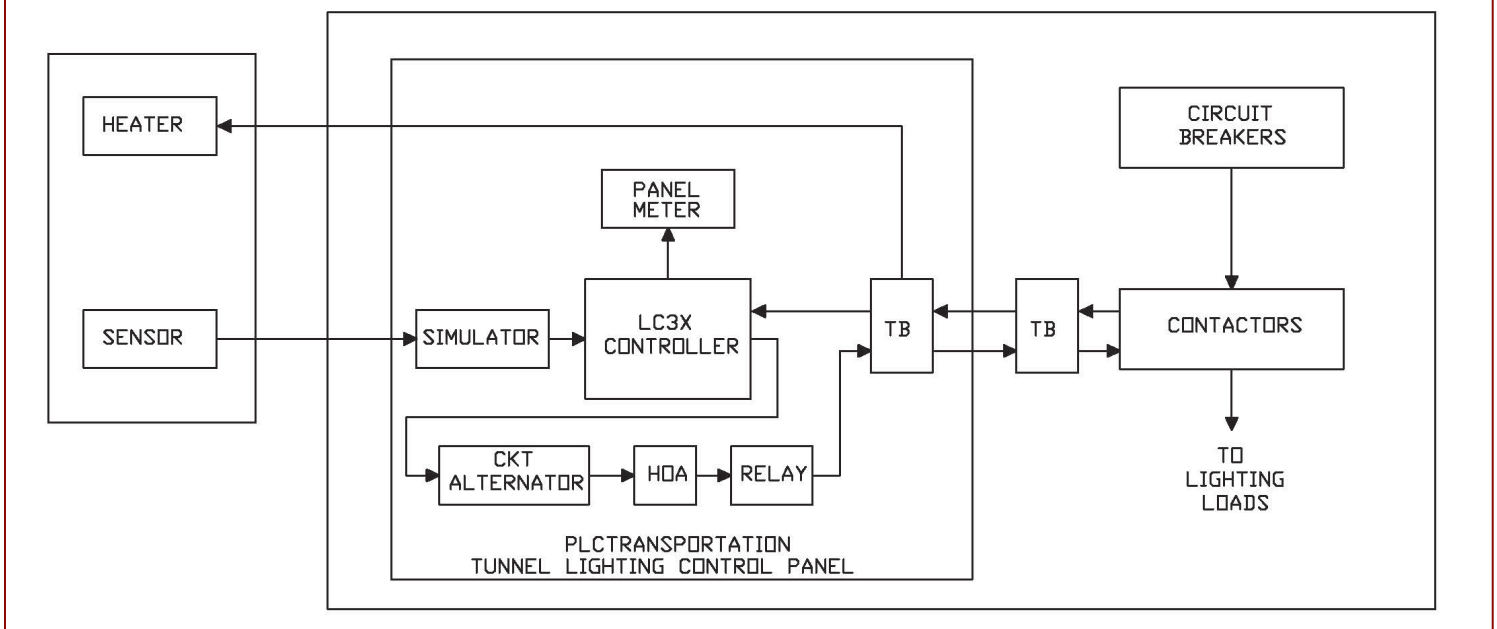 HEATER
CIRCUIT
BREAKERS
PANEL
METER
SENSOR
SIMULATOR
LC3X
CONTROLLER
TB
TB
CONTACTORS
CKT
ALTERNATOR
HOA
RELAY
TO
LIGHTING
LOADS
PLCTRANSPORTATION
TUNNEL LIGHTING CONTROL PANEL